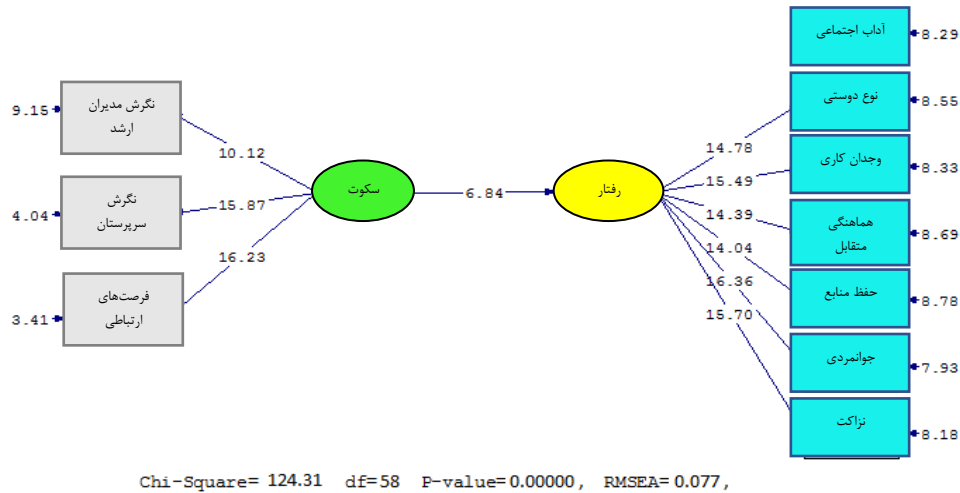 آداب اجتماعی
8.29
نوع دوستی
8.55
وجدان کاری
8.33
هماهنگی
متقابل
8.69
حفظ منابع
8.78
جوانمردی
7.93
نزاکت
8.18
14.78
15.49
14.39
14.04
16.36
15.70
رفتار
6.84
سکوت
10.12
15.87
16.23
نگرش مدیران
ارشد
9.15
نگرش
سرپرستان
4.04
فرصت‌های
ارتباطی
3.41
Chi-Square= 124.31 df=58 P-value= 0.00000, RMSEA= 0.077,